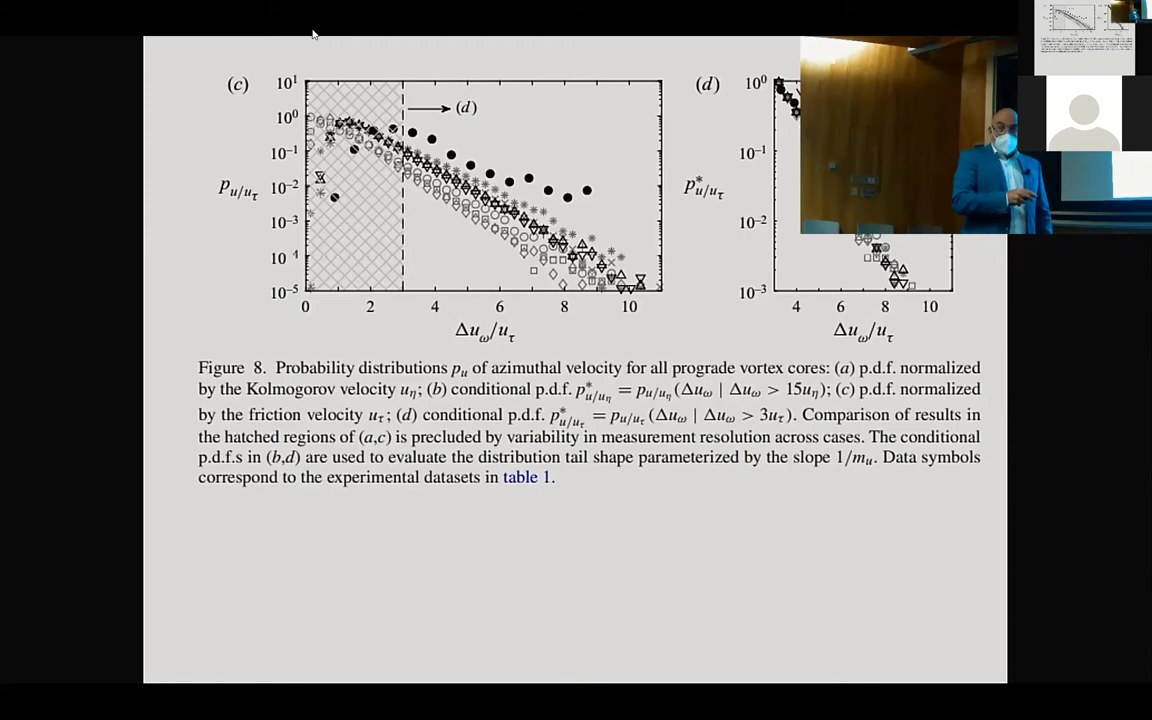 (c)
10¹
10⁰
10⁻¹
10⁻²
10⁻³
10⁻⁴
10⁻⁵
p_{u/u_τ}
(d)
0 2 4 6 8 10
Δu_ω/u_τ
(d)
10⁰
10⁻¹
10⁻²
10⁻³
p*_{u/u_τ}
4 6 8 10
Δu_ω/u_τ
Figure 8. Probability distributions p_u of azimuthal velocity for all prograde vortex cores: (a) p.d.f. normalized
by the Kolmogorov velocity u_η; (b) conditional p.d.f. p*_{u/u_η} = p_{u/u_η}(Δu_ω | Δu_ω > 15u_η); (c) p.d.f. normalized
by the friction velocity u_τ; (d) conditional p.d.f. p*_{u/u_τ} = p_{u/u_τ}(Δu_ω | Δu_ω > 3u_τ). Comparison of results in
the hatched regions of (a,c) is precluded by variability in measurement resolution across cases. The conditional
p.d.f.s in (b,d) are used to evaluate the distribution tail shape parameterized by the slope 1/m_u. Data symbols
correspond to the experimental datasets in table 1.